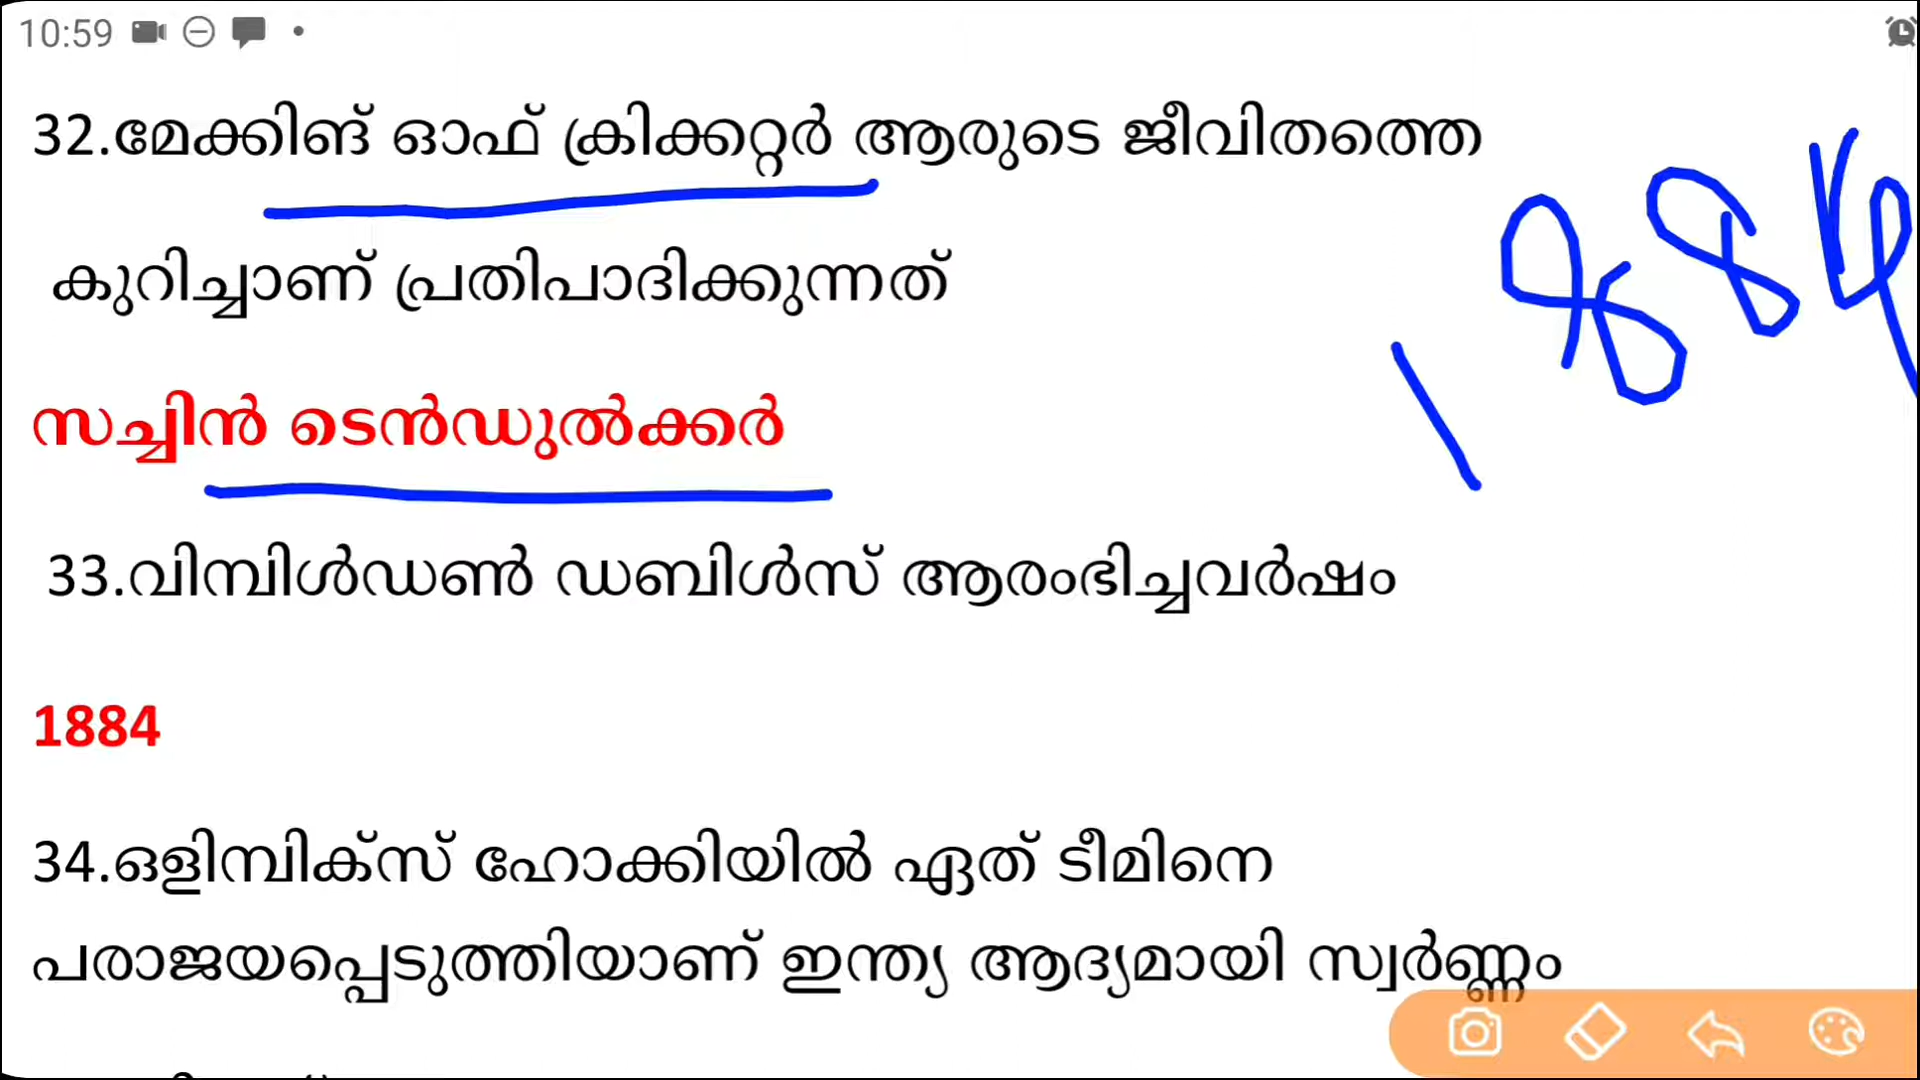 10:59
32.മേക്കിങ് ഓഫ് ക്രിക്കറ്റർ ആരുടെ ജീവിതത്തെ
കുറിച്ചാണ് പ്രതിപാദിക്കുന്നത്
1884
സച്ചിൻ ടെൻഡുൽക്കർ
33.വിമ്പിൾഡൺ ഡബിൾസ് ആരംഭിച്ചവർഷം
1884
34.ഒളിമ്പിക്സ് ഹോക്കിയിൽ ഏത് ടീമിനെ
പരാജയപ്പെടുത്തിയാണ് ഇന്ത്യ ആദ്യമായി സ്വർണ്ണം